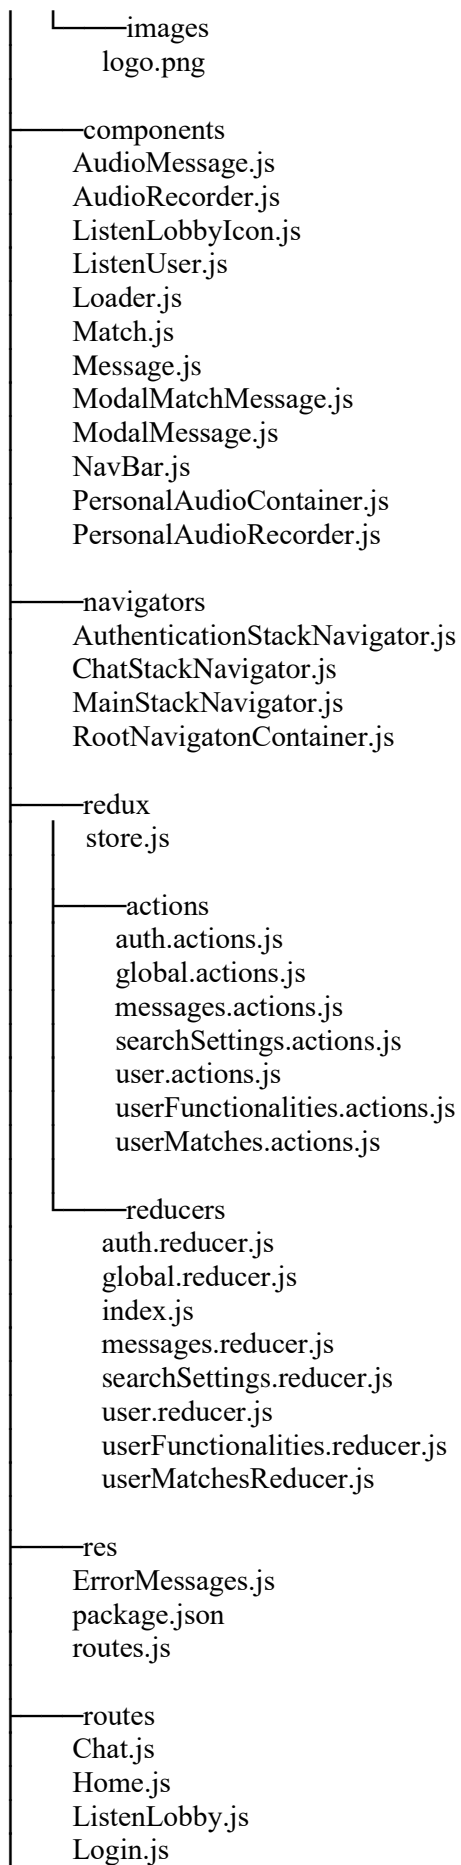 images
logo.png
components
AudioMessage.js
AudioRecorder.js
ListenLobbyIcon.js
ListenUser.js
Loader.js
Match.js
Message.js
ModalMatchMessage.js
ModalMessage.js
NavBar.js
PersonalAudioContainer.js
PersonalAudioRecorder.js
navigators
AuthenticationStackNavigator.js
ChatStackNavigator.js
MainStackNavigator.js
RootNavigatonContainer.js
redux
store.js
actions
auth.actions.js
global.actions.js
messages.actions.js
searchSettings.actions.js
user.actions.js
userFunctionalities.actions.js
userMatches.actions.js
reducers
auth.reducer.js
global.reducer.js
index.js
messages.reducer.js
searchSettings.reducer.js
user.reducer.js
userFunctionalities.reducer.js
userMatchesReducer.js
res
ErrorMessages.js
package.json
routes.js
routes
Chat.js
Home.js
ListenLobby.js
Login.js